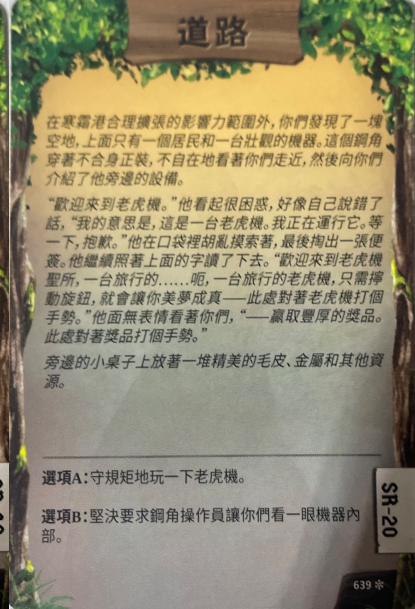 道路
在寒霜港合理擴張的影響力範圍外，你們發現了一塊
空地，上面只有一個居民和一台壯觀的機器。這個鋼角
穿著不合身正裝，不自在地看著你們走近，然後向你們
介紹了他旁邊的設備。
“歡迎來到老虎機。”他看起很困惑，好像自己說錯了
話，“我的意思是，這是一台老虎機。我正在運行它。等
一下，抱歉。”他在口袋裡胡亂摸索著，最後掏出一張便
簽。他繼續照著上面的字讀了下去。“歡迎來到老虎機
聖所，一台旅行的……呃，一台旅行的老虎機，只需擰
動旋鈕，就會讓你美夢成真——此處對著老虎機打個
手勢。”他面無表情看著你們，“——贏取豐厚的獎品。
此處對著獎品打個手勢。”
旁邊的小桌子上放著一堆精美的毛皮、金屬和其他資
源。
選項A：守規矩地玩一下老虎機。
選項B：堅決要求鋼角操作員讓你們看一眼機器內
部。
SR-20
639